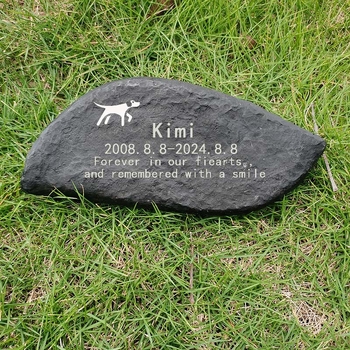 Kimi
2008.8.8-2024.8.8
Forever in our fiearts.,
and remembered with a smile